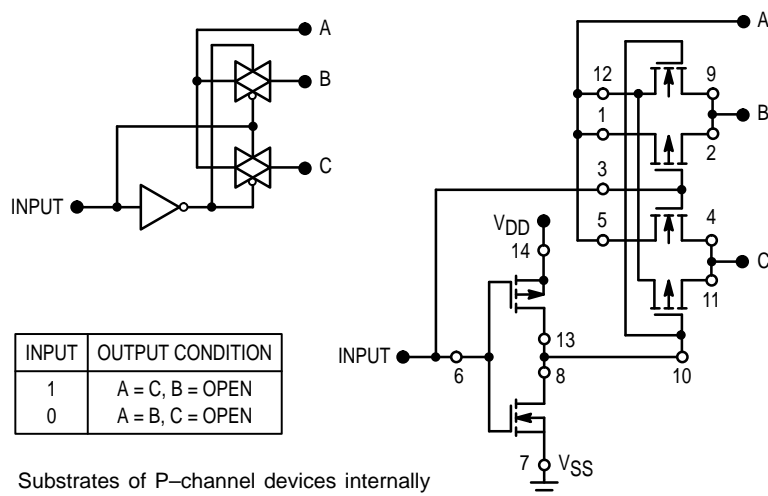 A
B
C
INPUT
A
12
9
1
B
2
3
5
4
C
11
VDD
14
13
INPUT
6
8
10
7
VSS
INPUT OUTPUT CONDITION
1 A = C, B = OPEN
0 A = B, C = OPEN
Substrates of P–channel devices internally